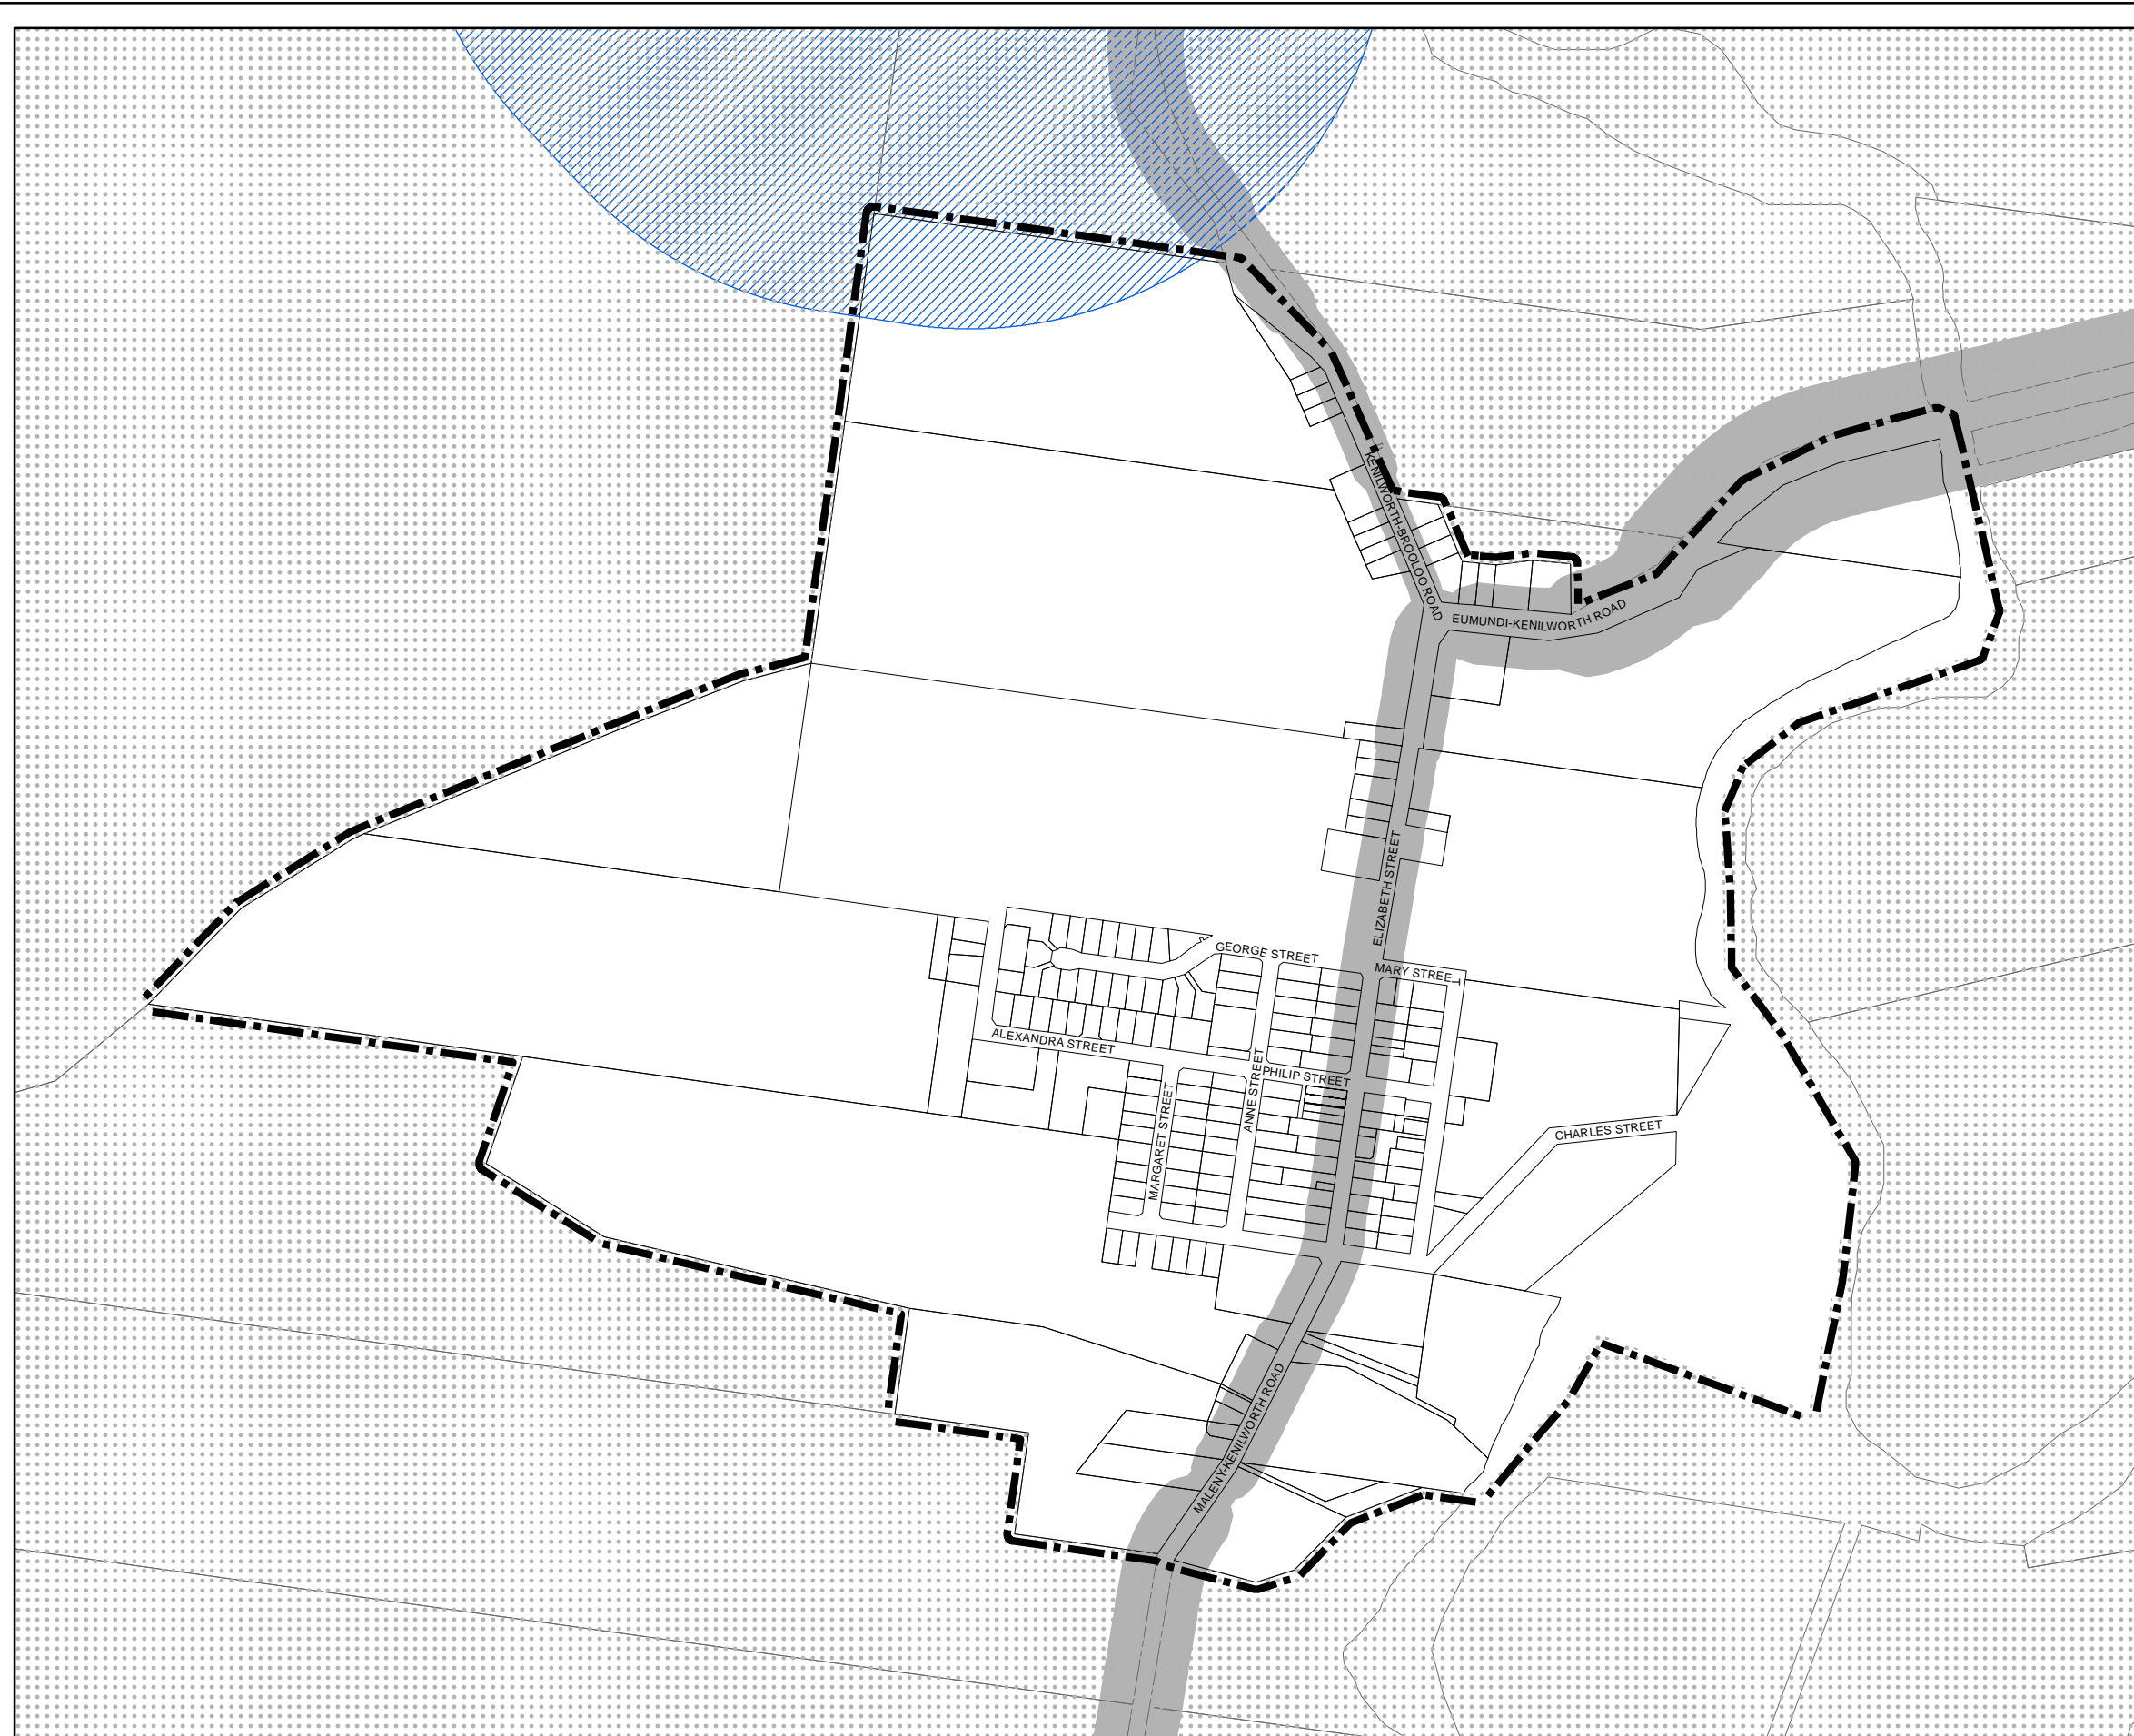 KENILWORTH-BROOLOO ROAD
EUMUNDI-KENILWORTH ROAD
ELIZABETH STREET
GEORGE STREET
MARY STREET
ALEXANDRA STREET
PHILIP STREET
ANNE STREET
MARGARET STREET
CHARLES STREET
MALENY-KENILWORTH ROAD